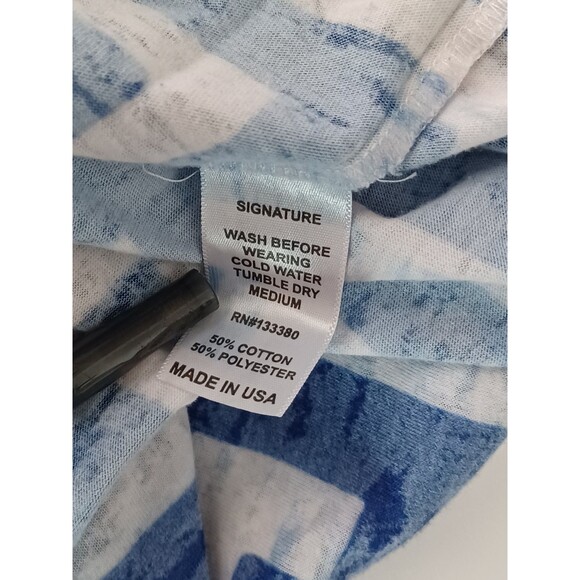 SIGNATURE
WASH BEFORE
WEARING
COLD WATER
TUMBLE DRY
MEDIUM
RN#133380
50% COTTON
50% POLYESTER
MADE IN USA